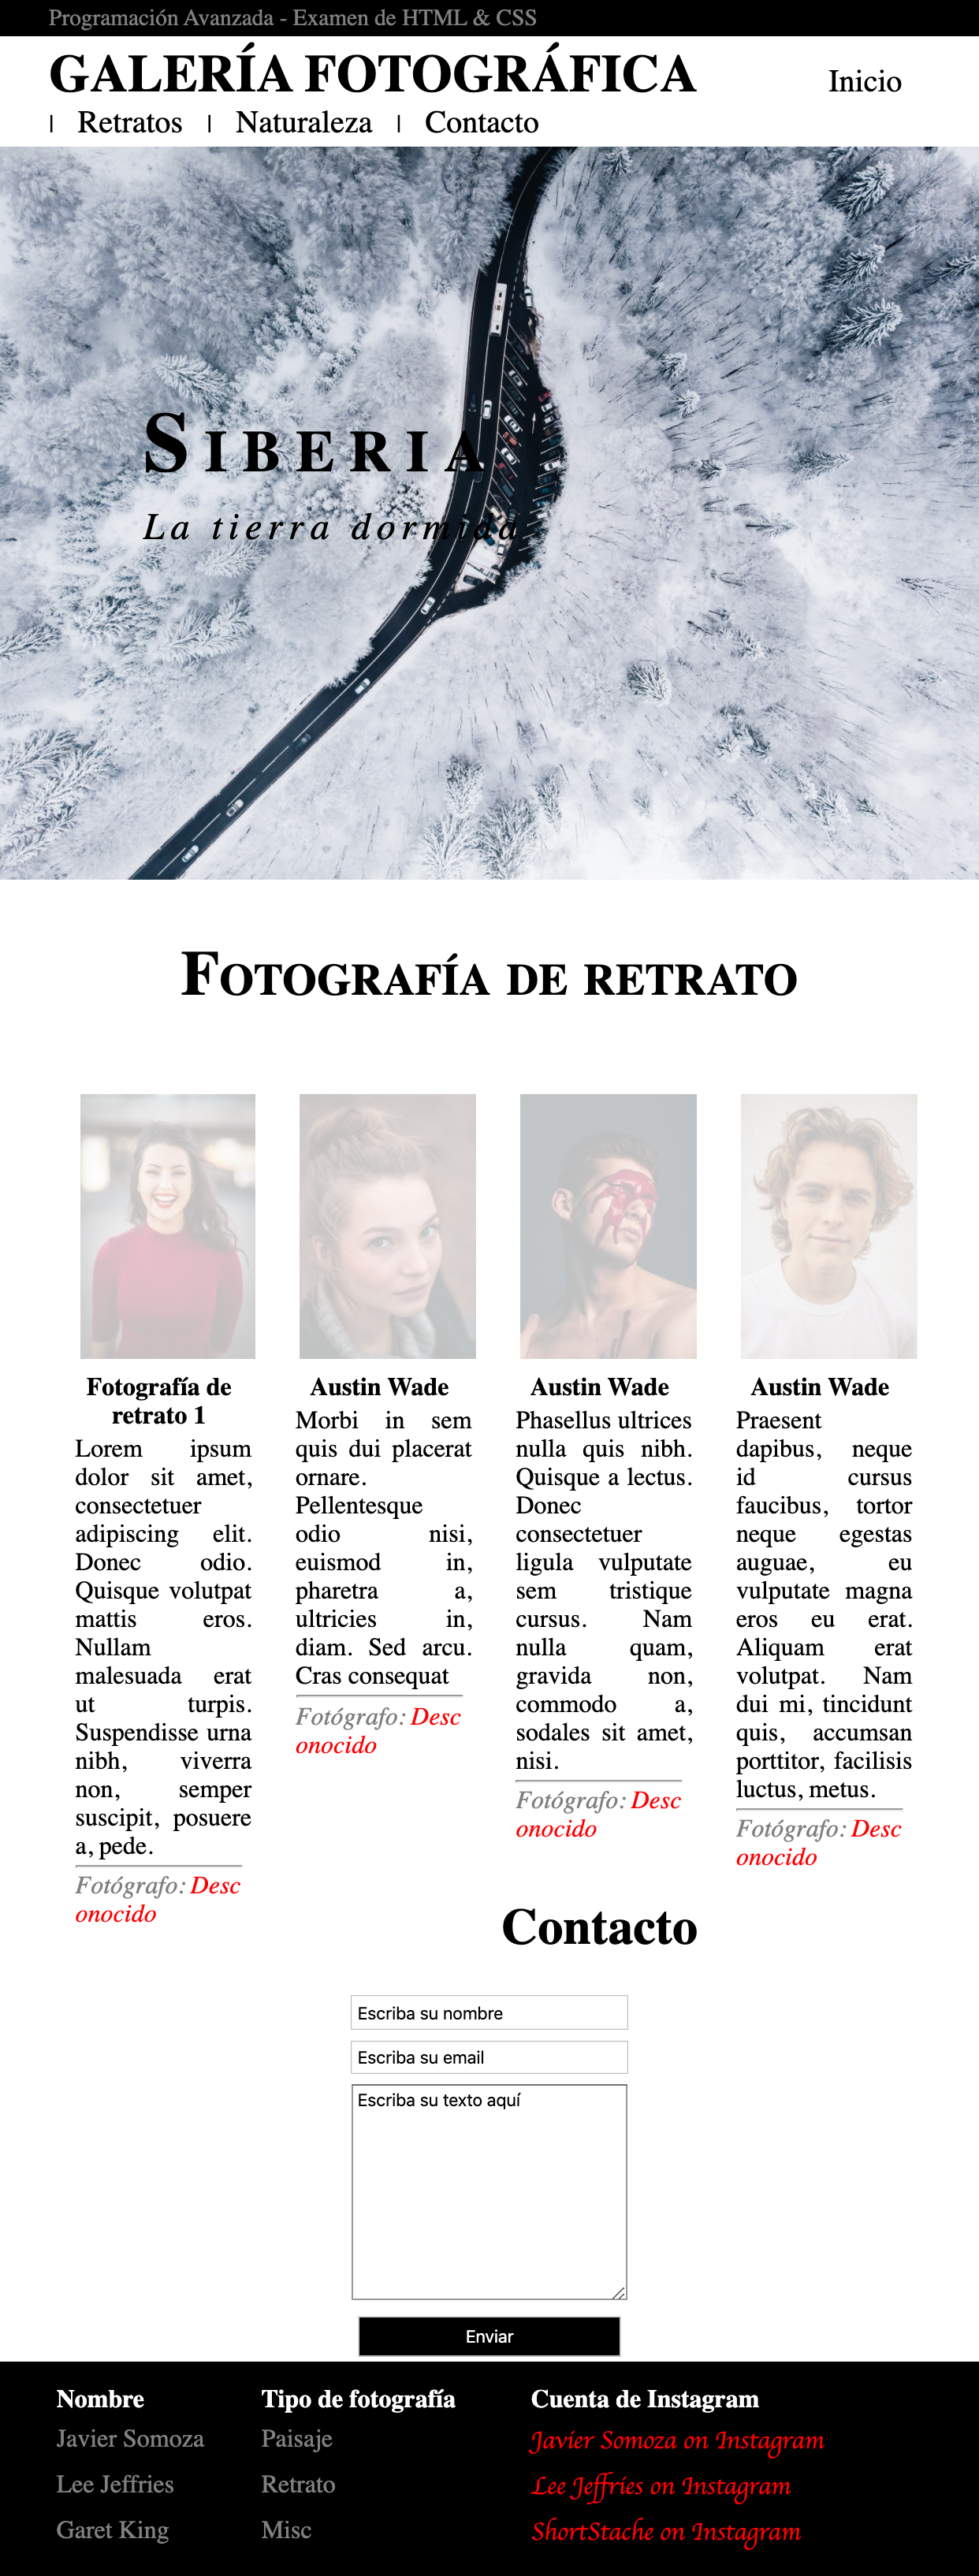 Programación Avanzada - Examen de HTML & CSS
GALERÍA FOTOGRÁFICA
Inicio
| Retratos | Naturaleza | Contacto
Siberia
La tierra dormida
Fotografía de retrato
Fotografía de
retrato 1
Lorem ipsum
dolor sit amet,
consectetuer
adipiscing elit.
Donec odio.
Quisque volutpat
mattis eros.
Nullam
malesuada erat
ut turpis.
Suspendisse urna
nibh, viverra
non, semper
suscipit, posuere
a, pede.
Fotógrafo: Desc
onocido
Austin Wade
Morbi in sem
quis dui placerat
ornare.
Pellentesque
odio nisi,
euismod in,
pharetra a,
ultricies in,
diam. Sed arcu.
Cras consequat
Fotógrafo: Desc
onocido
Austin Wade
Phasellus ultrices
nulla quis nibh.
Quisque a lectus.
Donec
consectetuer
ligula vulputate
sem tristique
cursus. Nam
nulla quam,
gravida non,
commodo a,
sodales sit amet,
nisi.
Fotógrafo: Desc
onocido
Austin Wade
Praesent
dapibus, neque
id cursus
faucibus, tortor
neque egestas
auguae, eu
vulputate magna
eros eu erat.
Aliquam erat
volutpat. Nam
dui mi, tincidunt
quis, accumsan
porttitor, facilisis
luctus, metus.
Fotógrafo: Desc
onocido
Contacto
Escriba su nombre
Escriba su email
Escriba su texto aquí
Enviar
Nombre Tipo de fotografía Cuenta de Instagram
Javier Somoza Paisaje Javier Somoza on Instagram
Lee Jeffries Retrato Lee Jeffries on Instagram
Garet King Misc ShortStache on Instagram